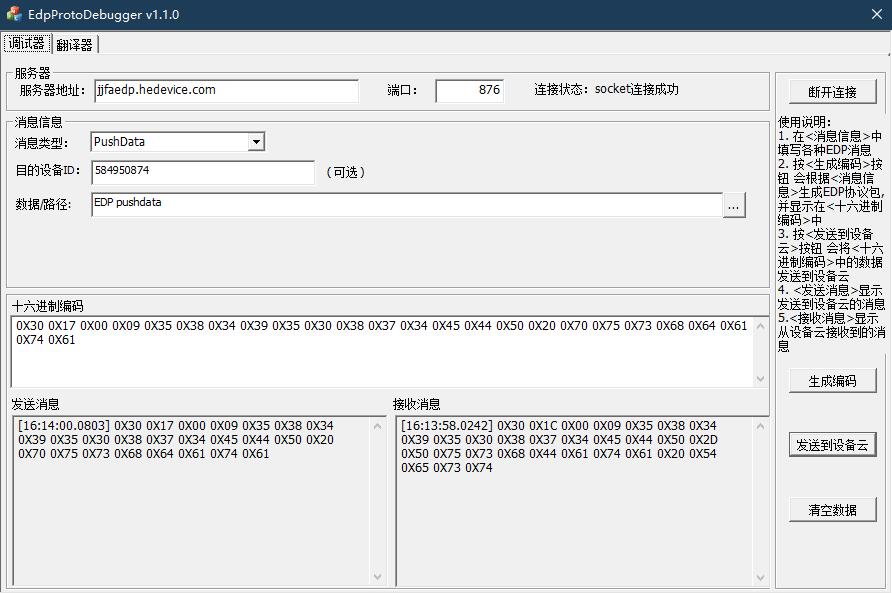 EdpProtoDebugger v1.1.0
调试器 翻译器
服务器
服务器地址: jjfaedp.hedevice.com 端口: 876 连接状态: socket连接成功
断开连接
消息信息
消息类型: PushData
目的设备ID: 584950874 (可选)
数据/路径: EDP pushdata ...
使用说明:
1. 在<消息信息>中
填写各种EDP消息
2. 按<生成编码>按
钮 会根据<消息信
息>生成EDP协议包,
并显示在<十六进制
编码>中
3. 按<发送到设备
云>按钮 会将<十六
进制编码>中的数据
发送到设备云
4. <发送消息>显示
发送到设备云的消息
5.<接收消息>显示
从设备云接收到的消
息
十六进制编码
0X30 0X17 0X00 0X09 0X35 0X38 0X34 0X39 0X35 0X30 0X38 0X37 0X34 0X45 0X44 0X50 0X20 0X70 0X75 0X73 0X68 0X64 0X61
0X74 0X61
发送消息
[16:14:00.0803] 0X30 0X17 0X00 0X09 0X35 0X38 0X34
0X39 0X35 0X30 0X38 0X37 0X34 0X45 0X44 0X50 0X20
0X70 0X75 0X73 0X68 0X64 0X61 0X74 0X61
接收消息
[16:13:58.0242] 0X30 0X1C 0X00 0X09 0X35 0X38 0X34
0X39 0X35 0X30 0X38 0X37 0X34 0X45 0X44 0X50 0X2D
0X50 0X75 0X73 0X68 0X44 0X61 0X74 0X61 0X20 0X54
0X65 0X73 0X74
生成编码
发送到设备云
清空数据